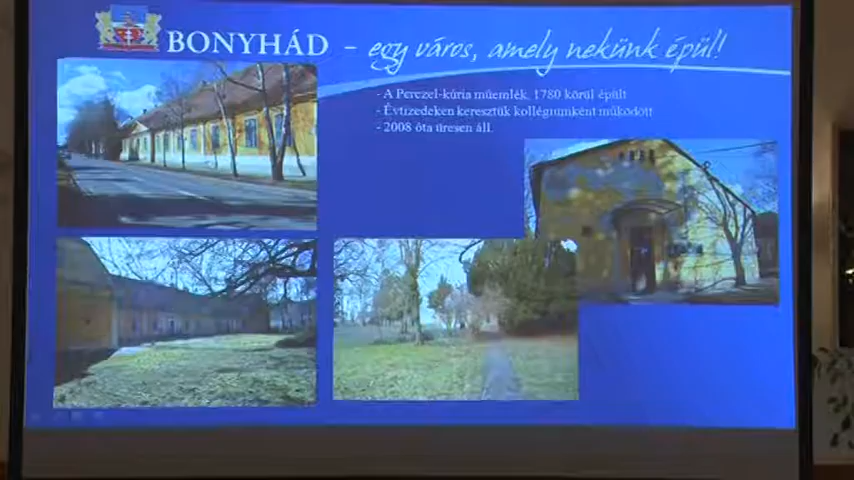 BONYHÁD – egy város, amely nekünk épül!
- A Perczel-kúria műemlék, 1780 körül épült
- Évtizedeken keresztük kollégiumként működött
- 2008 óta üresen áll.